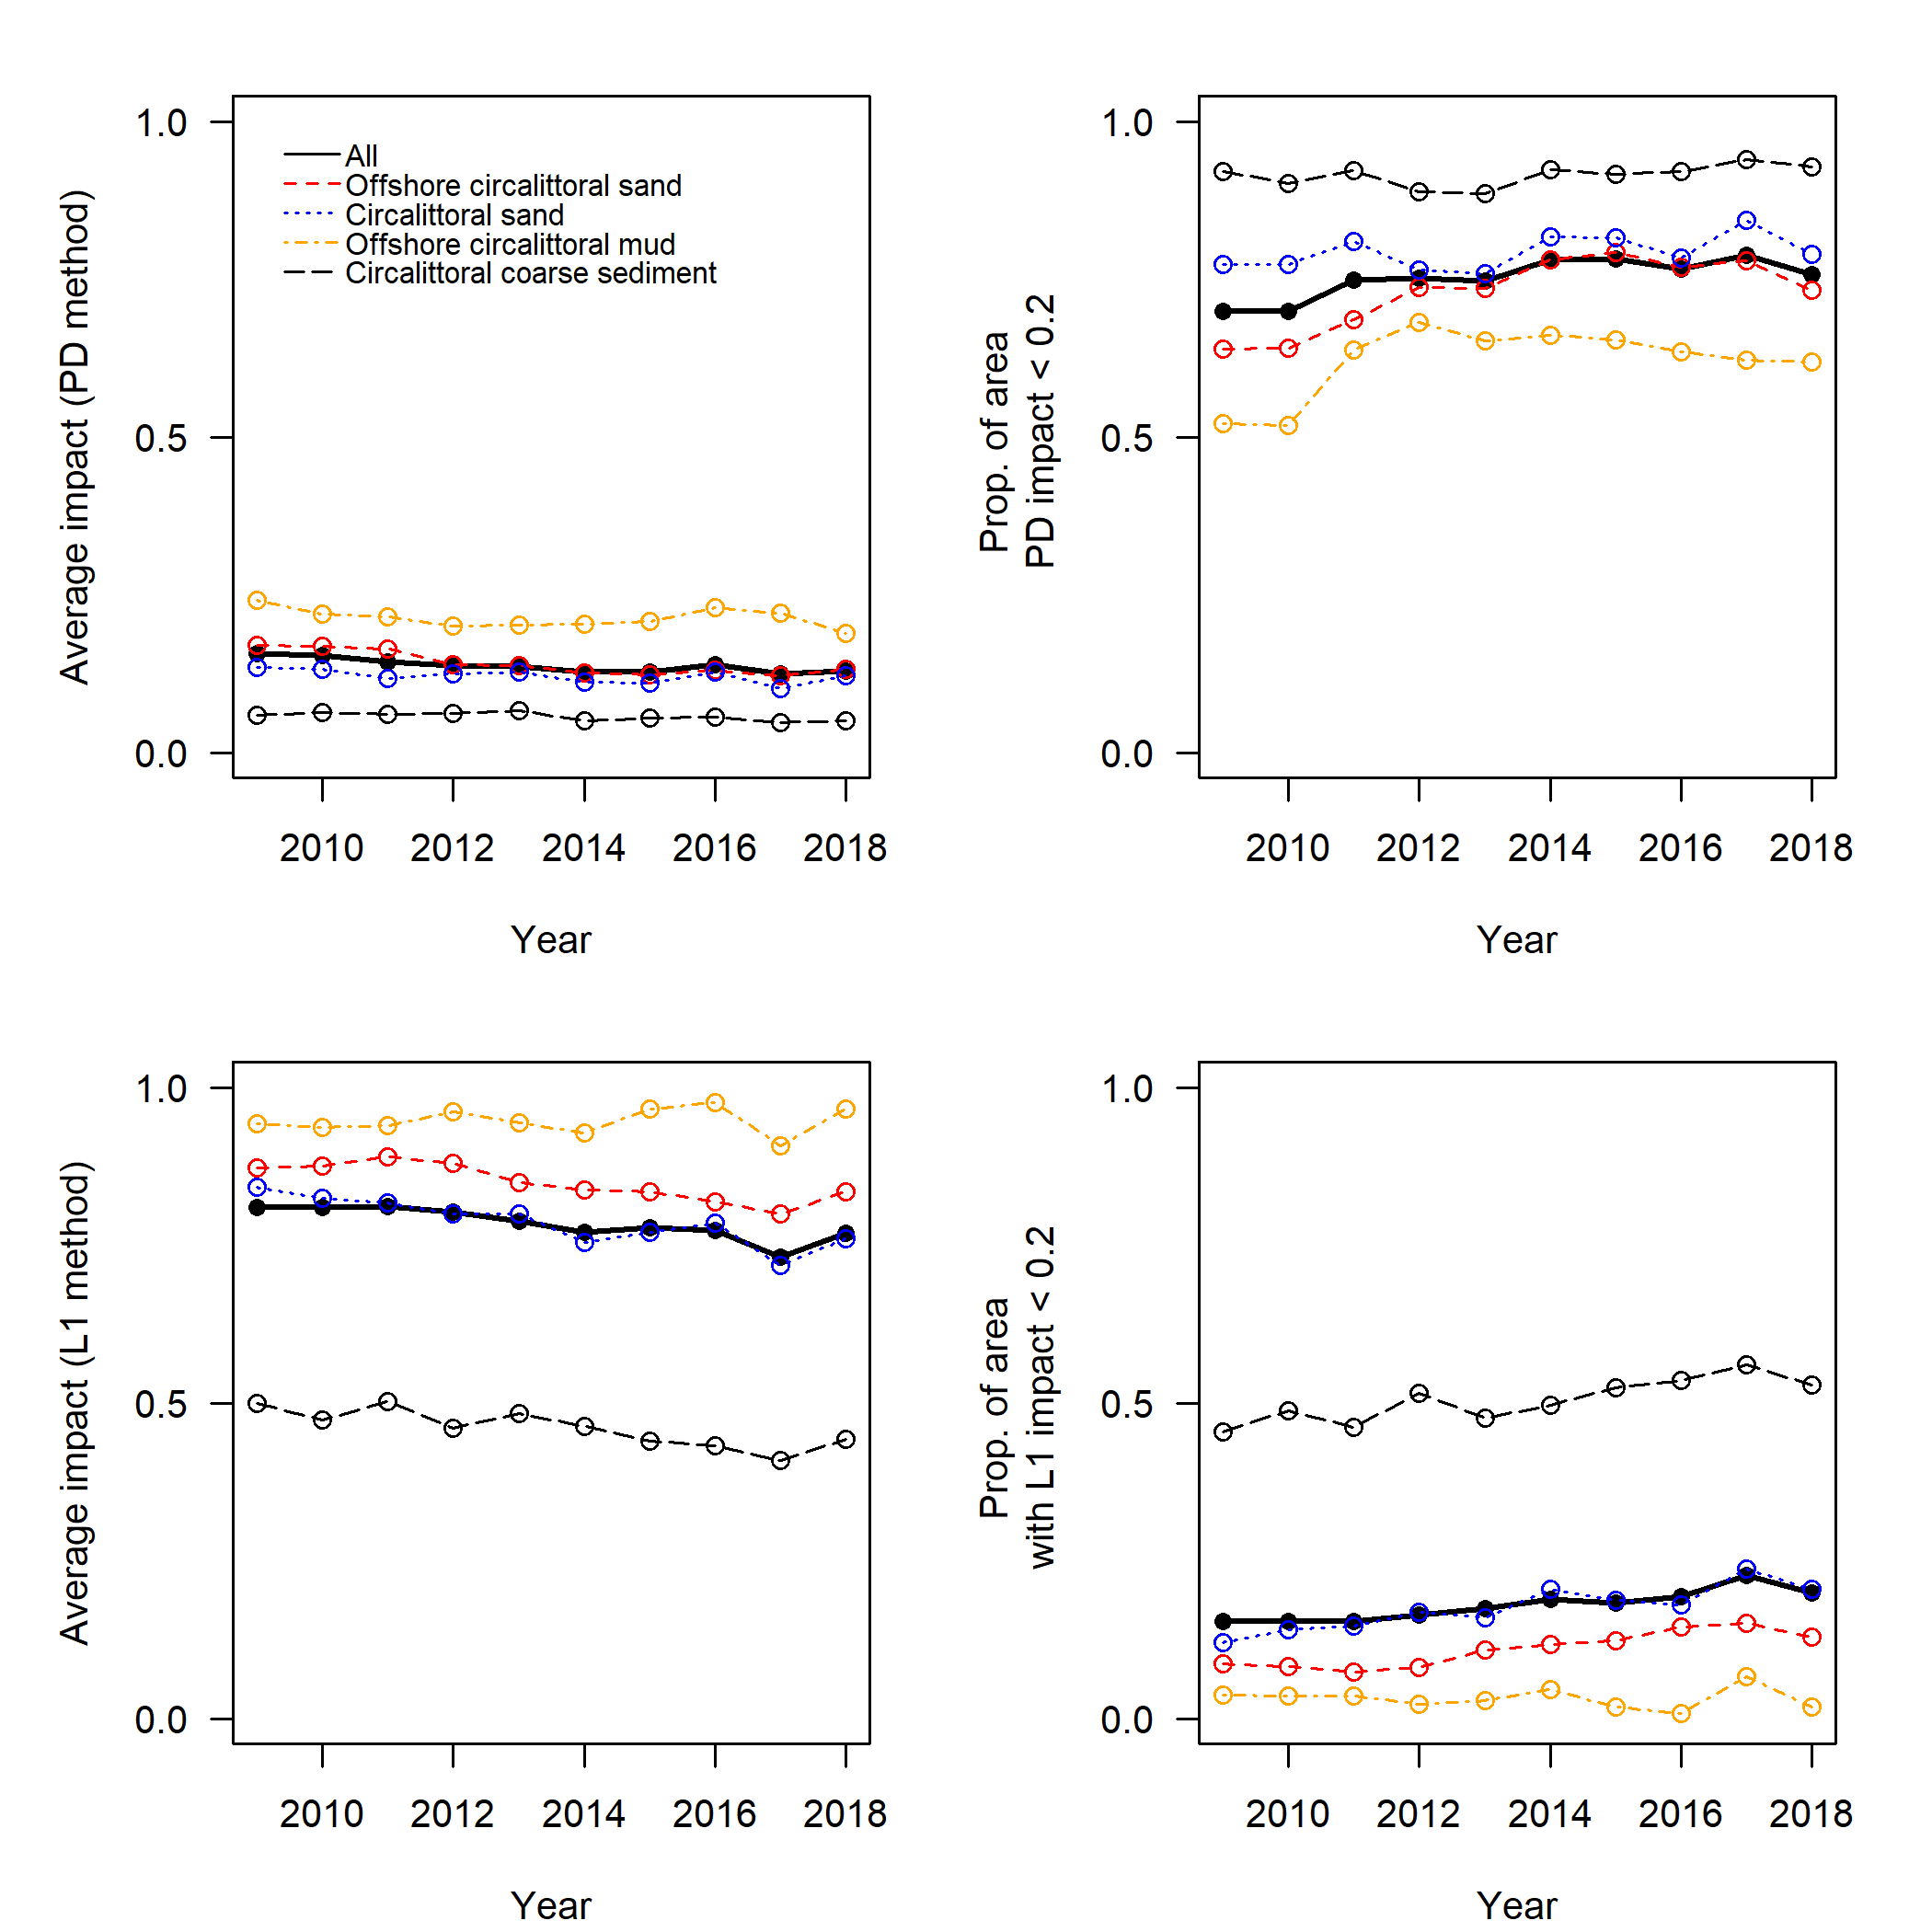 1.0
0.5
0.0
Average impact (PD method)
All
Offshore circalittoral sand
Circalittoral sand
Offshore circalittoral mud
Circalittoral coarse sediment
2010 2012 2014 2016 2018
Year
1.0
0.5
0.0
Prop. of area
PD impact < 0.2
2010 2012 2014 2016 2018
Year
1.0
0.5
0.0
Average impact (L1 method)
2010 2012 2014 2016 2018
Year
1.0
0.5
0.0
Prop. of area
with L1 impact < 0.2
2010 2012 2014 2016 2018
Year